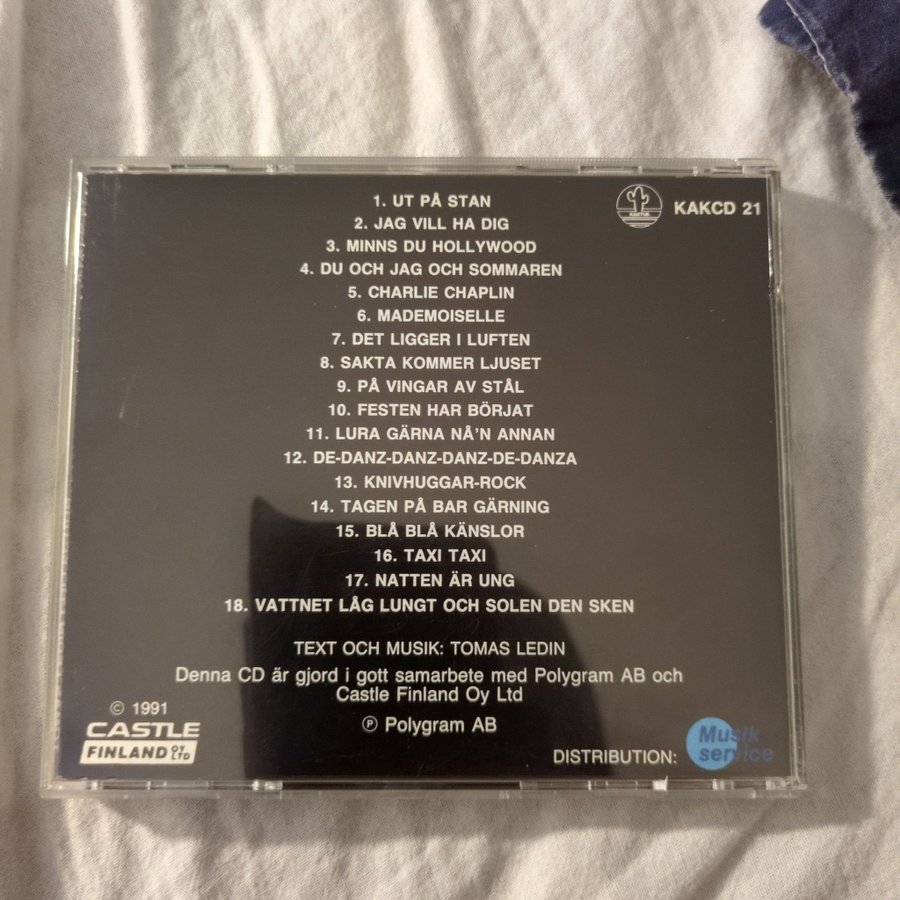 KAKTUS
KAKCD 21
1. UT PÅ STAN
2. JAG VILL HA DIG
3. MINNS DU HOLLYWOOD
4. DU OCH JAG OCH SOMMAREN
5. CHARLIE CHAPLIN
6. MADEMOISELLE
7. DET LIGGER I LUFTEN
8. SAKTA KOMMER LJUSET
9. PÅ VINGAR AV STÅL
10. FESTEN HAR BÖRJAT
11. LURA GÄRNA NÅ'N ANNAN
12. DE-DANZ-DANZ-DANZ-DE-DANZA
13. KNIVHUGGAR-ROCK
14. TAGEN PÅ BAR GÄRNING
15. BLÅ BLÅ KÄNSLOR
16. TAXI TAXI
17. NATTEN ÄR UNG
18. VATTNET LÅG LUNGT OCH SOLEN DEN SKEN
TEXT OCH MUSIK: TOMAS LEDIN
Denna CD är gjord i gott samarbete med Polygram AB och
Castle Finland Oy Ltd
℗ Polygram AB
© 1991
CASTLE
FINLAND OY LTD
DISTRIBUTION:
Musik
service